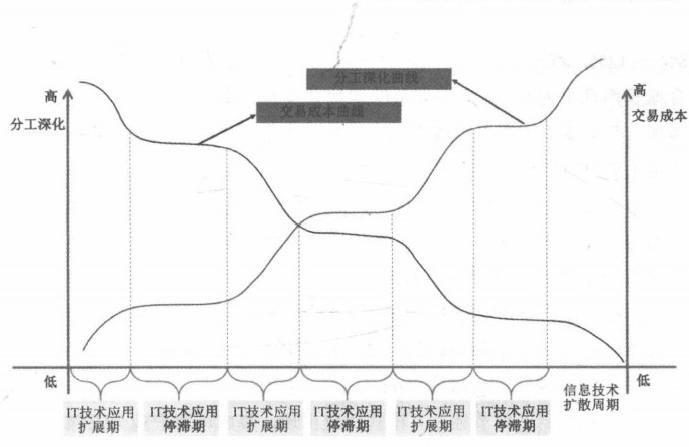 分工深化曲线
高
高
分工深化
交易成本曲线
交易成本
低
低
IT技术应用
扩展期
IT技术应用
停滞期
IT技术应用
扩展期
IT技术应用
停滞期
IT技术应用
扩展期
IT技术应用
停滞期
信息技术
扩散周期